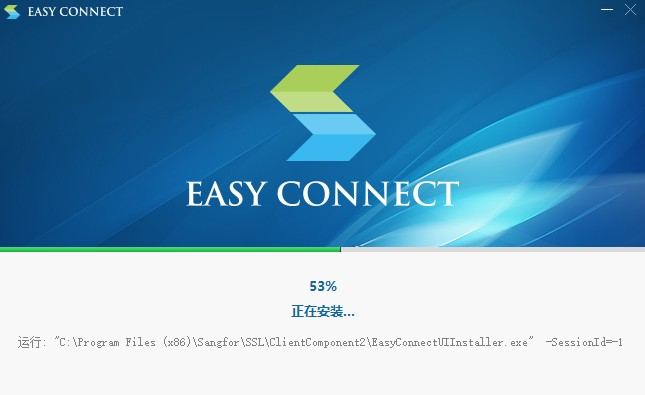 EASY CONNECT
EASY CONNECT
53%
正在安装...
运行: "C:\Program Files (x86)\Sangfor\SSL\ClientComponent2\EasyConnectUIInstaller.exe" -SessionId=-1